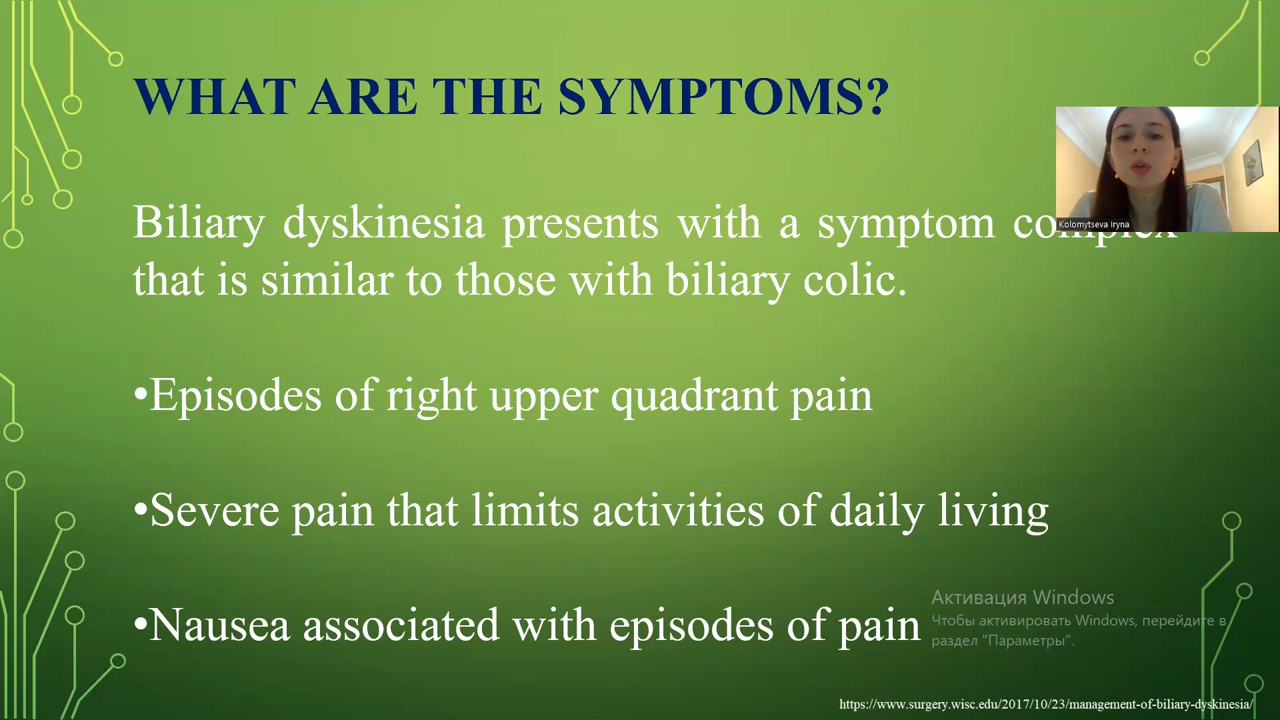 WHAT ARE THE SYMPTOMS?
Biliary dyskinesia presents with a symptom complex
that is similar to those with biliary colic.
•Episodes of right upper quadrant pain
•Severe pain that limits activities of daily living
•Nausea associated with episodes of pain
Kolomytseva Iryna
Активация Windows
Чтобы активировать Windows, перейдите в
раздел "Параметры".
https://www.surgery.wisc.edu/2017/10/23/management-of-biliary-dyskinesia/